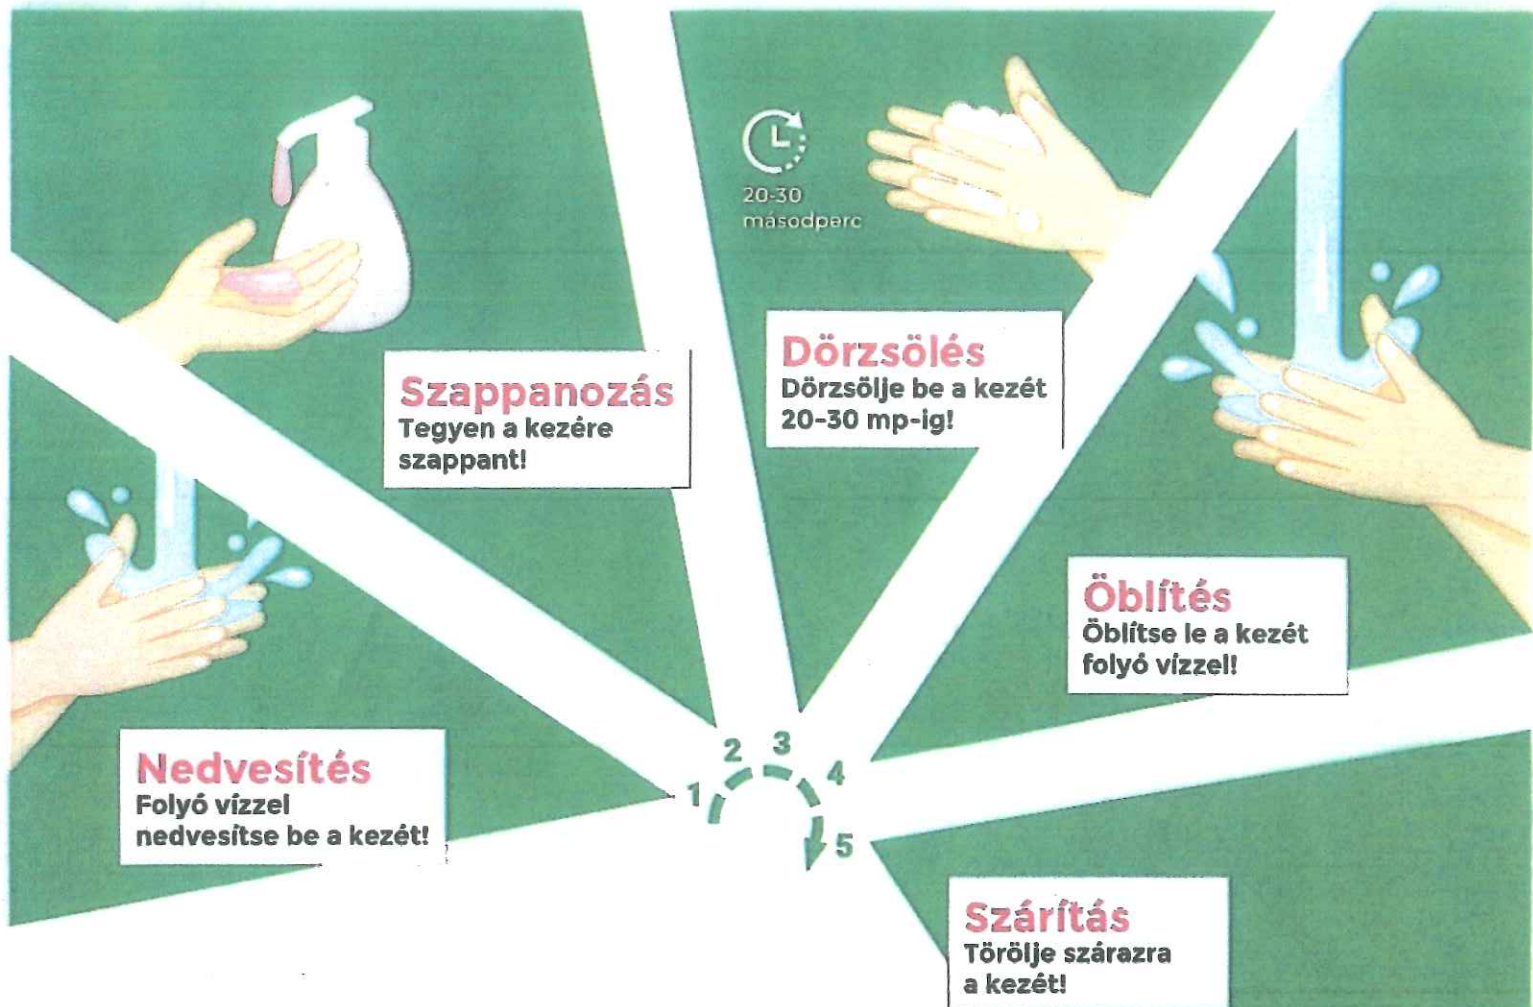 Nedvesítés
Folyó vízzel
nedvesítse be a kezét!
Szappanozás
Tegyen a kezére
szappant!
20-30
másodperc
Dörzsölés
Dörzsölje be a kezét
20-30 mp-ig!
Öblítés
Öblítse le a kezét
folyó vízzel!
Szárítás
Törölje szárazra
a kezét!
1
2
3
4
5